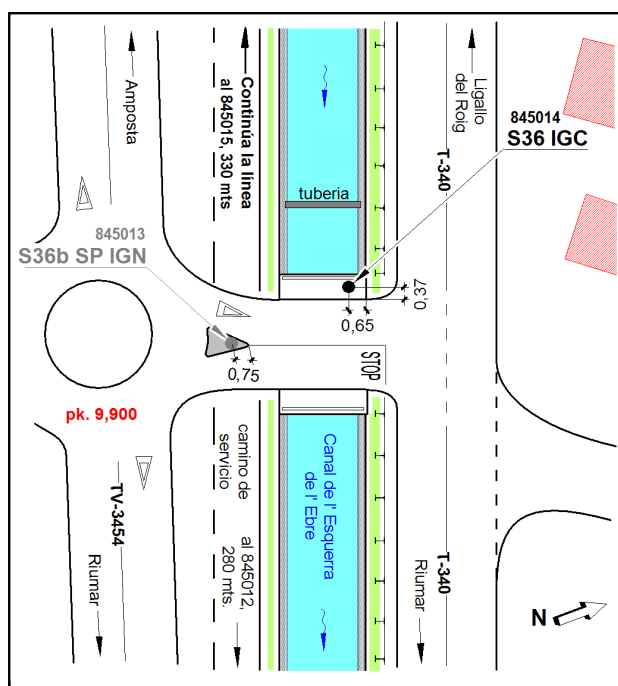 Amposta
Continúa la línea
al 845015, 330 mts
Ligallo
del Roig
845014
S36 IGC
T-340
tuberia
845013
S36b SP IGN
0,37
0,65
0,75
STOP
pk. 9,900
camino de
servicio
al 845012,
280 mts.
Canal de l' Esquerra
de l' Ebre
TV-3454
T-340
Riumar
Riumar
N